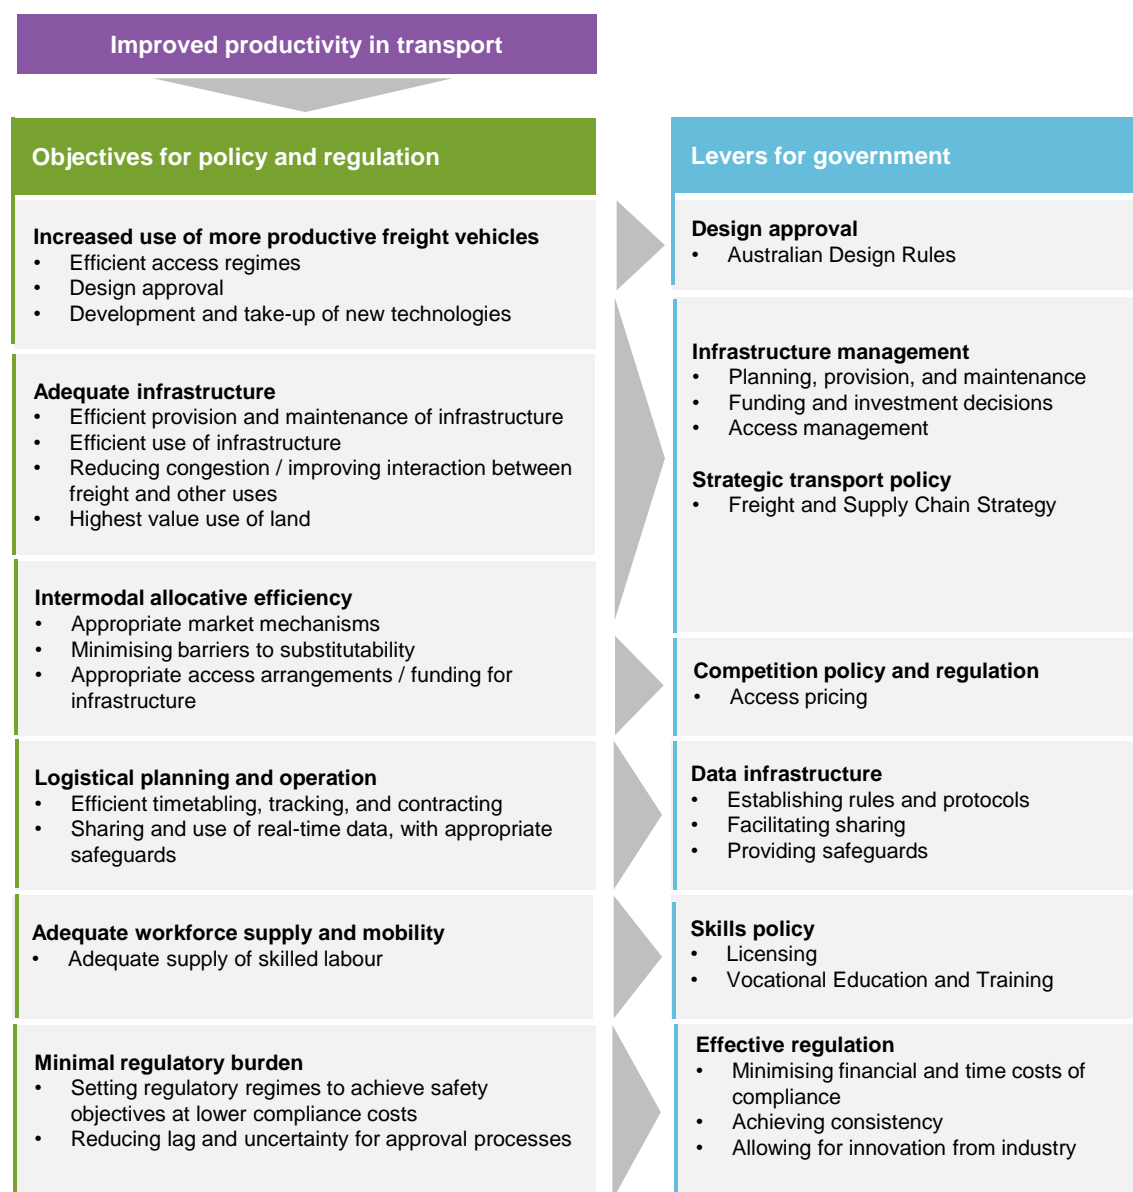 Improved productivity in transport
Objectives for policy and regulation
Increased use of more productive freight vehicles
• Efficient access regimes
• Design approval
• Development and take-up of new technologies
Adequate infrastructure
• Efficient provision and maintenance of infrastructure
• Efficient use of infrastructure
• Reducing congestion / improving interaction between
freight and other uses
• Highest value use of land
Intermodal allocative efficiency
• Appropriate market mechanisms
• Minimising barriers to substitutability
• Appropriate access arrangements / funding for
infrastructure
Logistical planning and operation
• Efficient timetabling, tracking, and contracting
• Sharing and use of real-time data, with appropriate
safeguards
Adequate workforce supply and mobility
• Adequate supply of skilled labour
Minimal regulatory burden
• Setting regulatory regimes to achieve safety
objectives at lower compliance costs
• Reducing lag and uncertainty for approval processes
Levers for government
Design approval
• Australian Design Rules
Infrastructure management
• Planning, provision, and maintenance
• Funding and investment decisions
• Access management
Strategic transport policy
• Freight and Supply Chain Strategy
Competition policy and regulation
• Access pricing
Data infrastructure
• Establishing rules and protocols
• Facilitating sharing
• Providing safeguards
Skills policy
• Licensing
• Vocational Education and Training
Effective regulation
• Minimising financial and time costs of
compliance
• Achieving consistency
• Allowing for innovation from industry